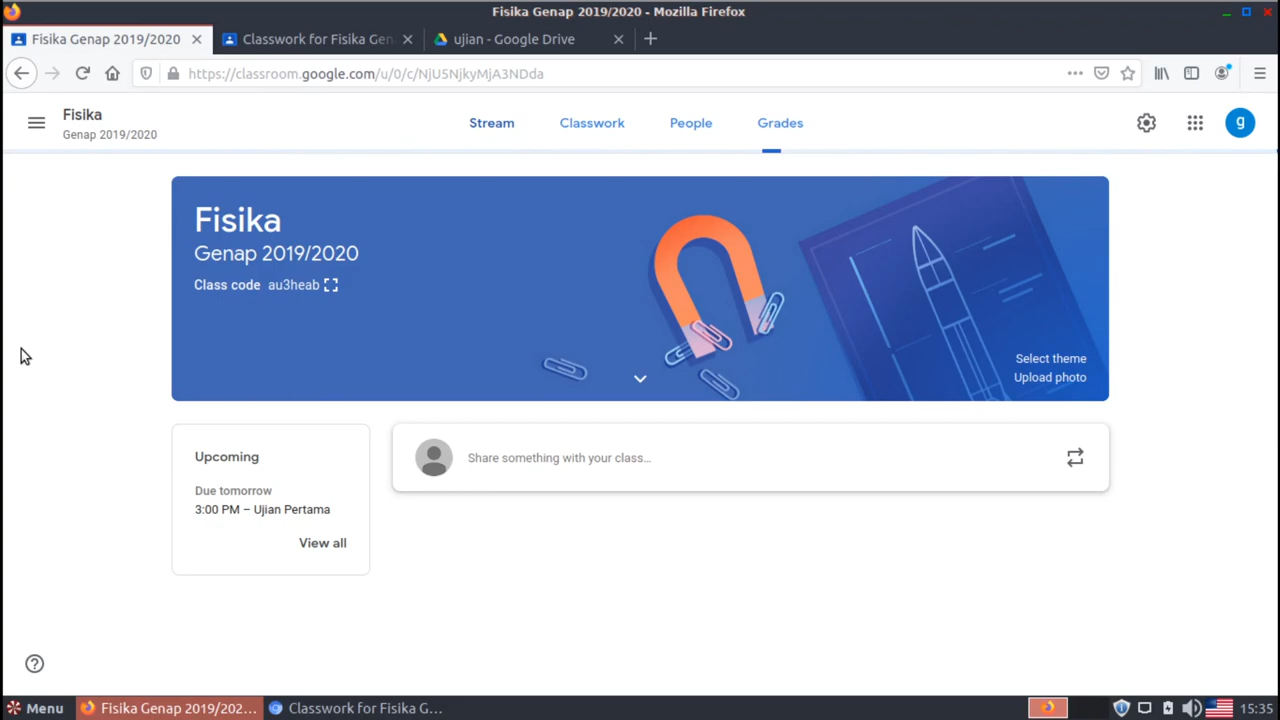 Fisika Genap 2019/2020 - Mozilla Firefox
Fisika Genap 2019/2020
Classwork for Fisika Gen
ujian - Google Drive
https://classroom.google.com/u/0/c/NjU5NjkyMjA3NDda
Fisika
Genap 2019/2020
Stream
Classwork
People
Grades
g
Fisika
Genap 2019/2020
Class code au3heab
Select theme
Upload photo
Upcoming
Due tomorrow
3:00 PM – Ujian Pertama
View all
Share something with your class...
Menu
Fisika Genap 2019/202...
Classwork for Fisika G...
15:35